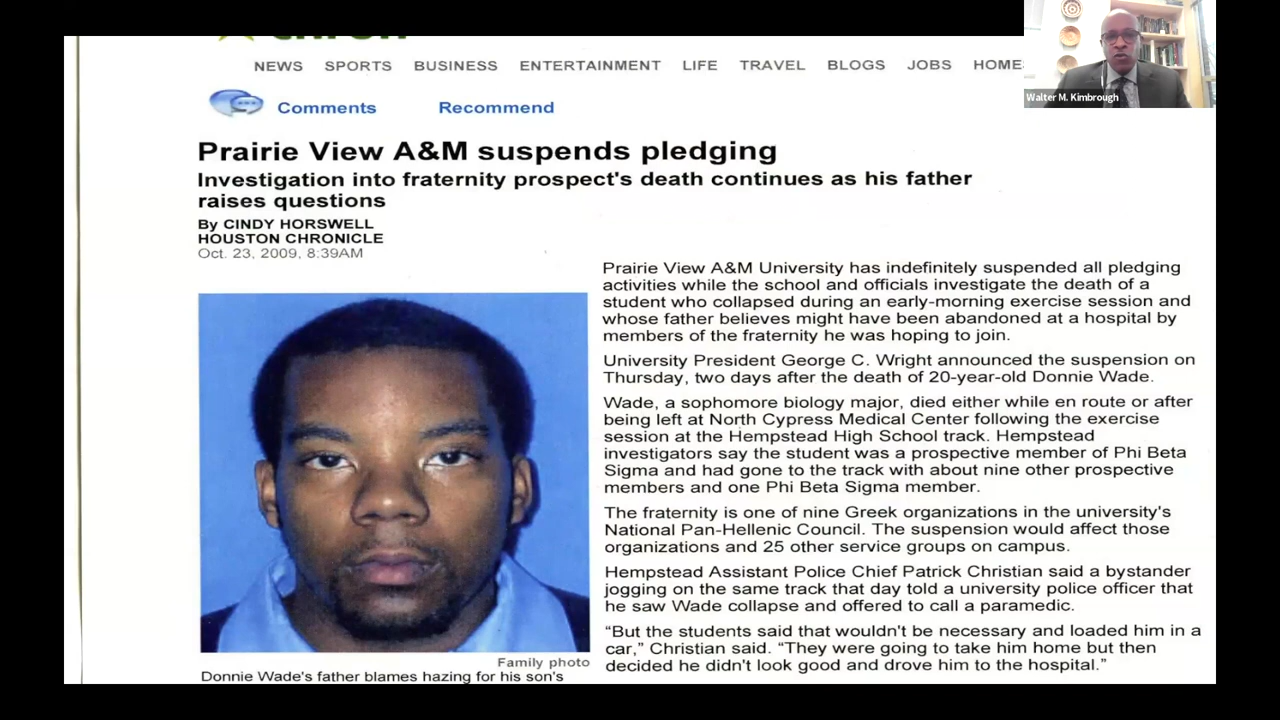 NEWS SPORTS BUSINESS ENTERTAINMENT LIFE TRAVEL BLOGS JOBS
Walter M. Kimbrough
Comments Recommend
Prairie View A&M suspends pledging
Investigation into fraternity prospect's death continues as his father
raises questions
By CINDY HORSWELL
HOUSTON CHRONICLE
Oct. 23, 2009, 8:39AM
Prairie View A&M University has indefinitely suspended all pledging
activities while the school and officials investigate the death of a
student who collapsed during an early-morning exercise session and
whose father believes might have been abandoned at a hospital by
members of the fraternity he was hoping to join.
University President George C. Wright announced the suspension on
Thursday, two days after the death of 20-year-old Donnie Wade.
Wade, a sophomore biology major, died either while en route or after
being left at North Cypress Medical Center following the exercise
session at the Hempstead High School track. Hempstead
investigators say the student was a prospective member of Phi Beta
Sigma and had gone to the track with about nine other prospective
members and one Phi Beta Sigma member.
The fraternity is one of nine Greek organizations in the university's
National Pan-Hellenic Council. The suspension would affect those
organizations and 25 other service groups on campus.
Hempstead Assistant Police Chief Patrick Christian said a bystander
jogging on the same track that day told a university police officer that
he saw Wade collapse and offered to call a paramedic.
“But the students said that wouldn't be necessary and loaded him in a
car,” Christian said. “They were going to take him home but then
decided he didn't look good and drove him to the hospital.”
Family photo
Donnie Wade's father blames hazing for his son's